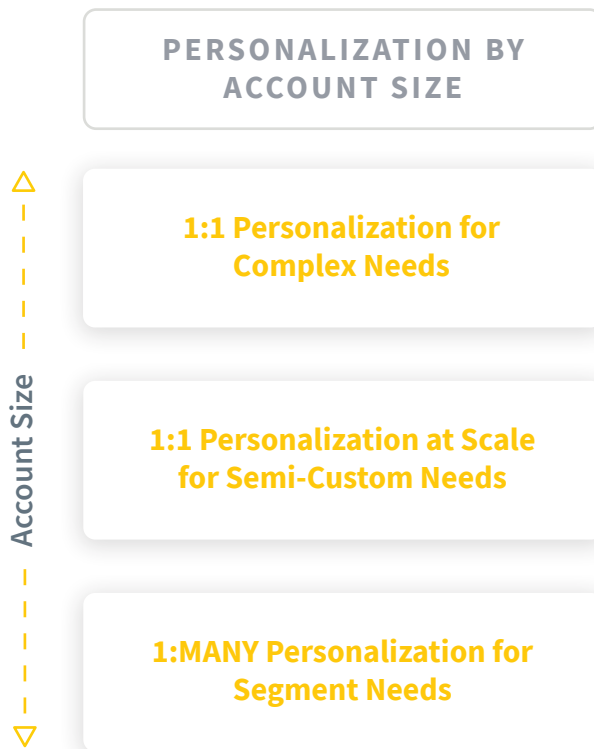 PERSONALIZATION BY
ACCOUNT SIZE
Account Size
1:1 Personalization for
Complex Needs
1:1 Personalization at Scale
for Semi-Custom Needs
1:MANY Personalization for
Segment Needs